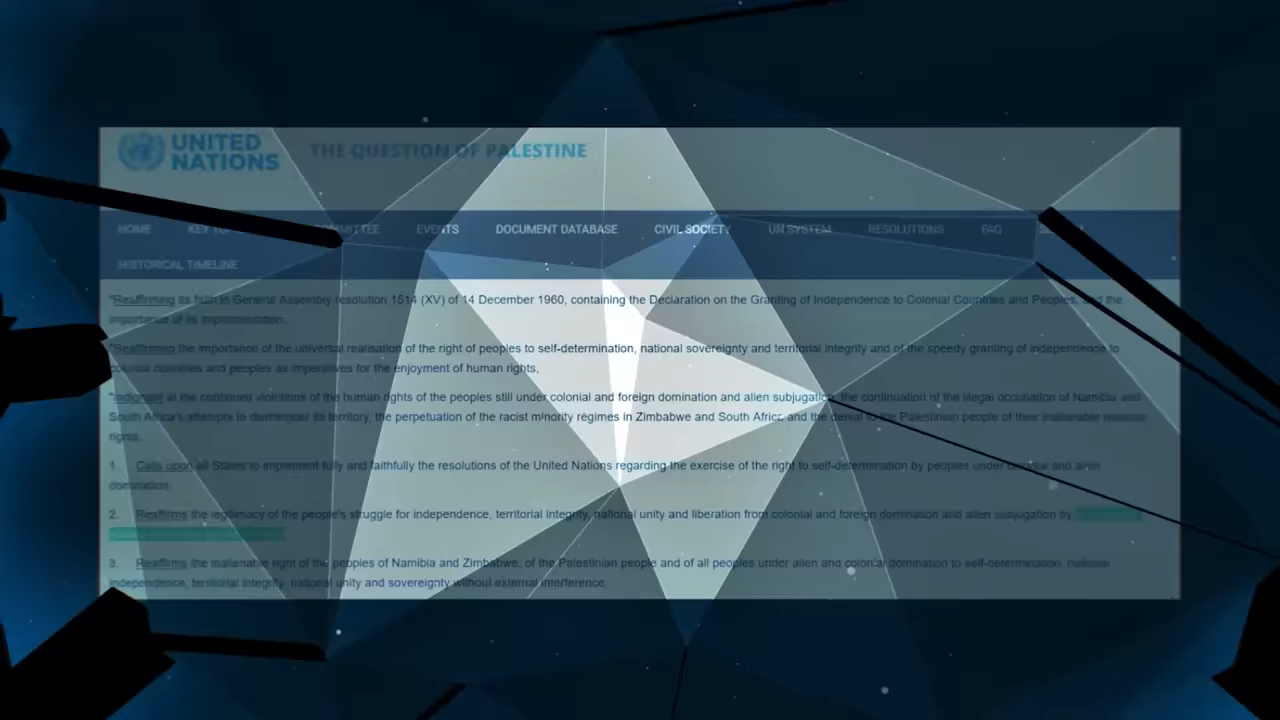 UNITED
NATIONS
THE QUESTION OF PALESTINE
HOME KEY COMMITTEE EVENTS DOCUMENT DATABASE CIVIL SOCIETY UN SYSTEM RESOLUTIONS FAQ
HISTORICAL TIMELINE
"Reaffirming its faith in General Assembly resolution 1514 (XV) of 14 December 1960, containing the Declaration on the Granting of Independence to Colonial Countries and Peoples, and the
importance of its implementation,
"Reaffirming the importance of the universal realisation of the right of peoples to self-determination, national sovereignty and territorial integrity and of the speedy granting of independence to
colonial countries and peoples as imperatives for the enjoyment of human rights,
"Indignant at the continued violations of the human rights of the peoples still under colonial and foreign domination and alien subjugation, the continuation of the illegal occupation of Namibia and
South Africa's attempts to dismember its territory, the perpetuation of the racist minority régimes in Zimbabwe and South Africa and the denial to the Palestinian people of their inalienable
rights,
1. Calls upon all States to implement fully and faithfully the resolutions of the United Nations regarding the exercise of the right to self-determination by peoples under colonial and alien
domination;
2. Reaffirms the legitimacy of the people's struggle for independence, territorial integrity, national unity and liberation from colonial and foreign domination and alien subjugation by
3. Reaffirms the inalienable right of the peoples of Namibia and Zimbabwe, of the Palestinian people and of all peoples under alien and colonial domination to self-determination, national
independence, territorial integrity, national unity and sovereignty without external interference.